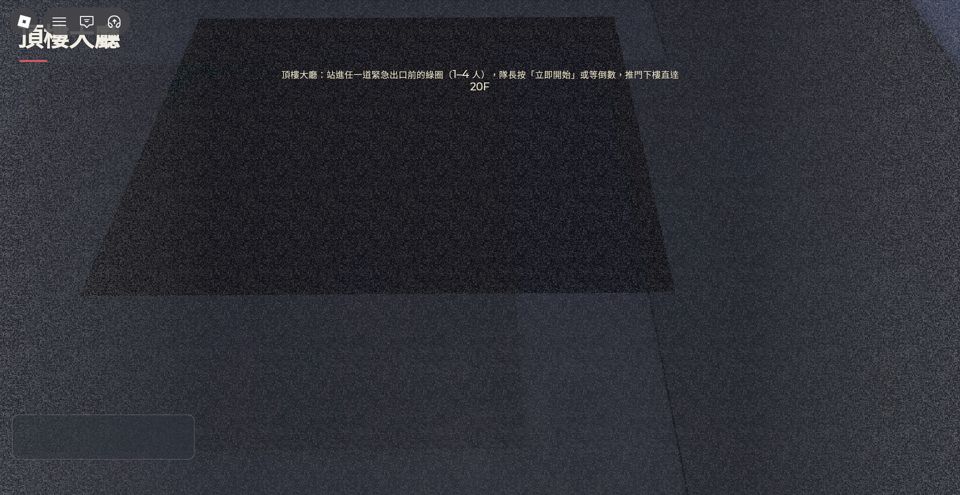 頂樓大廳
頂樓大廳：站進任一道緊急出口前的綠圈（1–4 人），隊長按「立即開始」或等倒數，推門下樓直達
20F